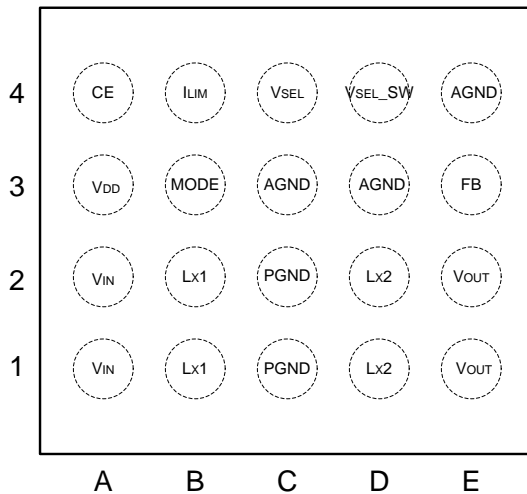 4 CE ILIM VSEL VSEL_SW AGND
3 VDD MODE AGND AGND FB
2 VIN LX1 PGND LX2 VOUT
1 VIN LX1 PGND LX2 VOUT
A B C D E